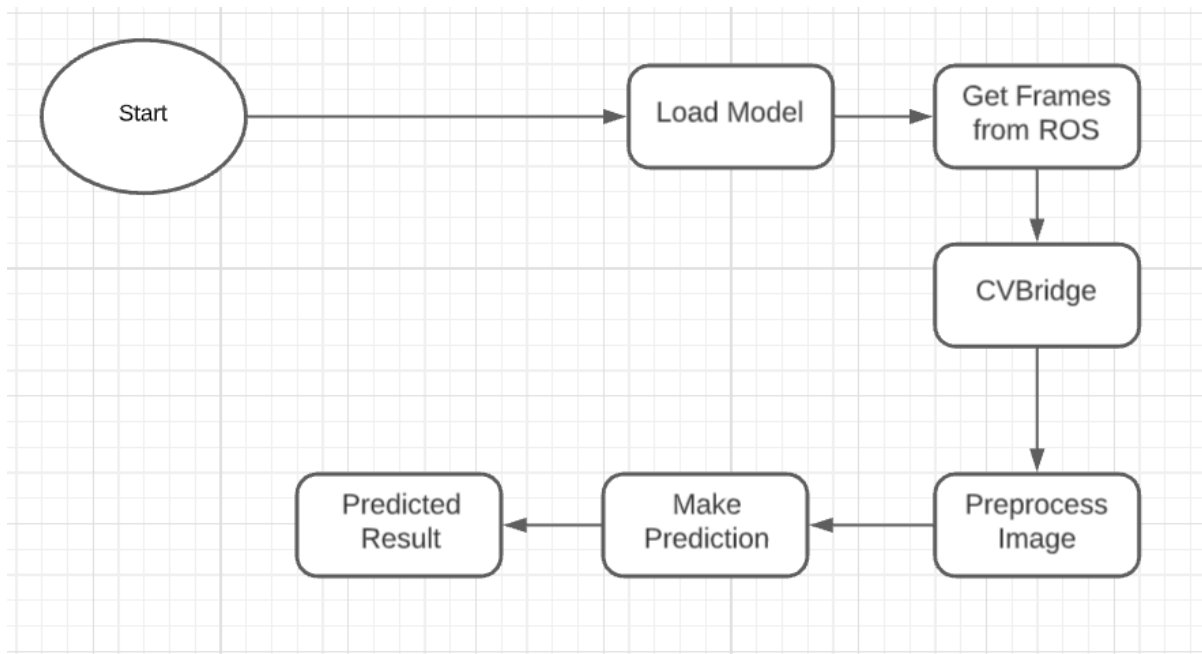 Start
Load Model
Get Frames
from ROS
CVBridge
Preprocess
Image
Make
Prediction
Predicted
Result